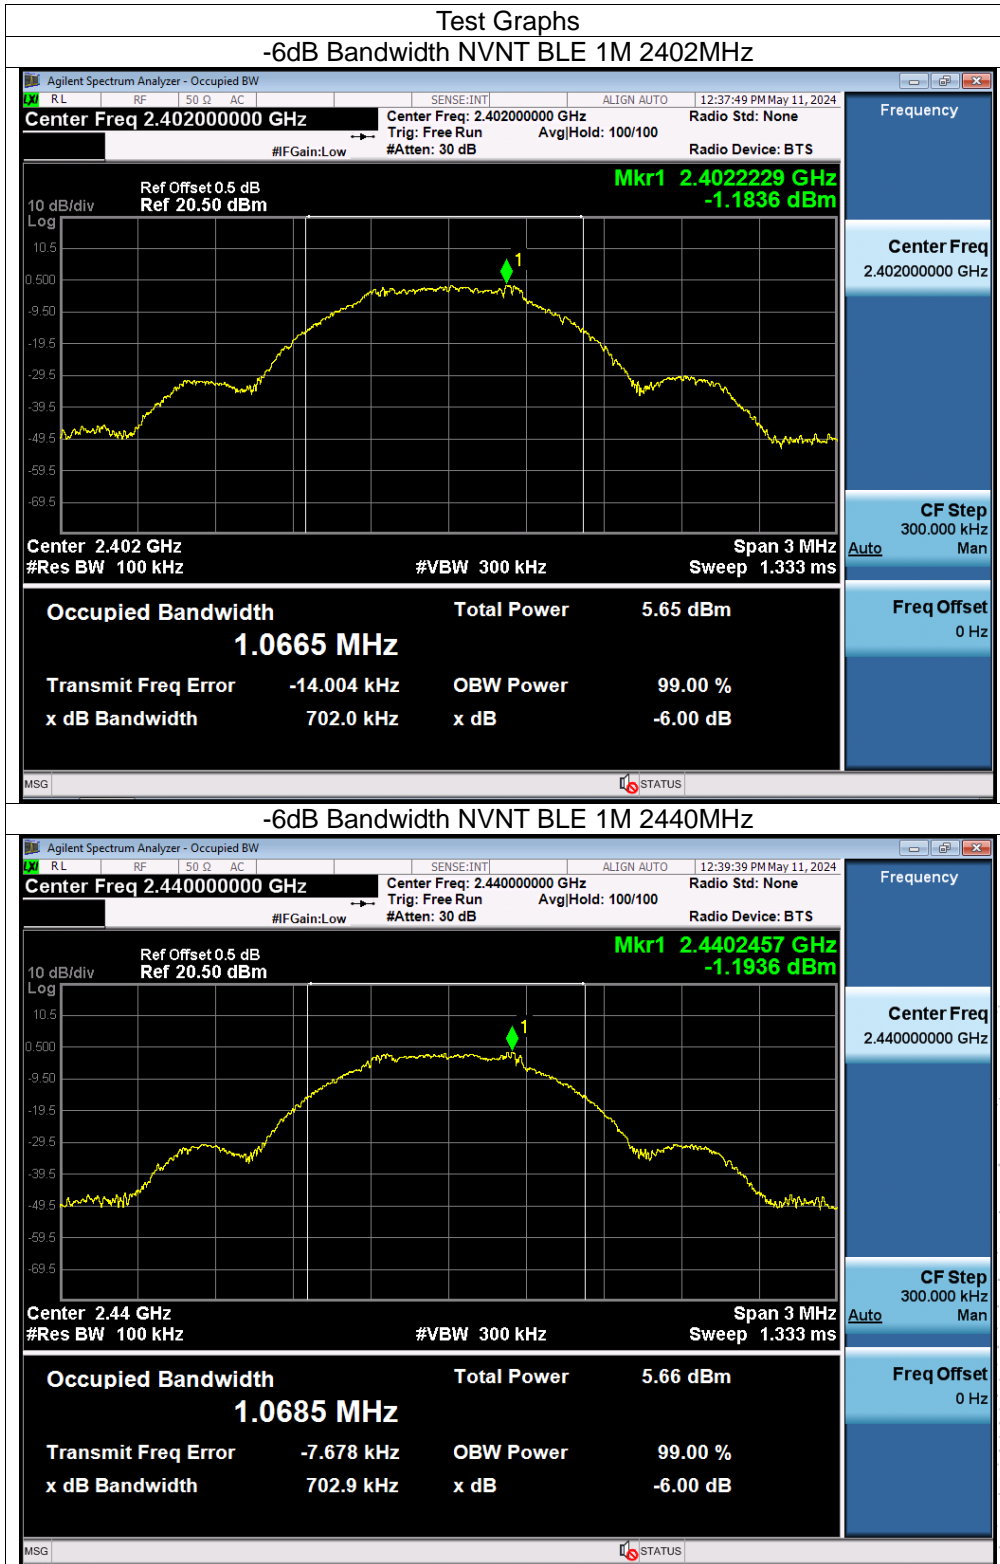 Test Graphs
-6dB Bandwidth NVNT BLE 1M 2402MHz
Agilent Spectrum Analyzer - Occupied BW
LXI RL RF 50 Ω AC SENSE:INT ALIGN AUTO 12:37:49 PM May 11, 2024
Center Freq 2.402000000 GHz
Center Freq: 2.402000000 GHz
Radio Std: None
Trig: Free Run Avg|Hold: 100/100
#IFGain:Low #Atten: 30 dB Radio Device: BTS
Frequency
Mkr1 2.4022229 GHz
-1.1836 dBm
Ref Offset 0.5 dB
10 dB/div Ref 20.50 dBm
Log
10.5
0.500
-9.50
-19.5
-29.5
-39.5
-49.5
-59.5
-69.5
1
Center 2.402 GHz Span 3 MHz
#Res BW 100 kHz #VBW 300 kHz Sweep 1.333 ms
Center Freq
2.402000000 GHz
CF Step
300.000 kHz
Auto Man
Freq Offset
0 Hz
Occupied Bandwidth Total Power 5.65 dBm
1.0665 MHz
Transmit Freq Error -14.004 kHz OBW Power 99.00 %
x dB Bandwidth 702.0 kHz x dB -6.00 dB
MSG STATUS
-6dB Bandwidth NVNT BLE 1M 2440MHz
Agilent Spectrum Analyzer - Occupied BW
LXI RL RF 50 Ω AC SENSE:INT ALIGN AUTO 12:39:39 PM May 11, 2024
Center Freq 2.440000000 GHz
Center Freq: 2.440000000 GHz
Radio Std: None
Trig: Free Run Avg|Hold: 100/100
#IFGain:Low #Atten: 30 dB Radio Device: BTS
Frequency
Mkr1 2.4402457 GHz
-1.1936 dBm
Ref Offset 0.5 dB
10 dB/div Ref 20.50 dBm
Log
10.5
0.500
-9.50
-19.5
-29.5
-39.5
-49.5
-59.5
-69.5
1
Center 2.44 GHz Span 3 MHz
#Res BW 100 kHz #VBW 300 kHz Sweep 1.333 ms
Center Freq
2.440000000 GHz
CF Step
300.000 kHz
Auto Man
Freq Offset
0 Hz
Occupied Bandwidth Total Power 5.66 dBm
1.0685 MHz
Transmit Freq Error -7.678 kHz OBW Power 99.00 %
x dB Bandwidth 702.9 kHz x dB -6.00 dB
MSG STATUS